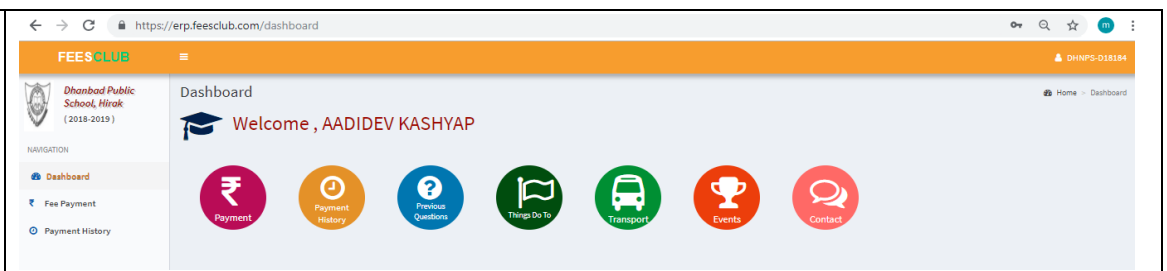 https://erp.feesclub.com/dashboard
m
FEESCLUB
DHNPS-D18184
Dhanbad Public
School, Hirak
( 2018-2019 )
Dashboard
Home > Dashboard
Welcome , AADIDEV KASHYAP
NAVIGATION
Dashboard
Fee Payment
Payment History
Payment
Payment
History
Previous
Questions
Things Do To
Transport
Events
Contact